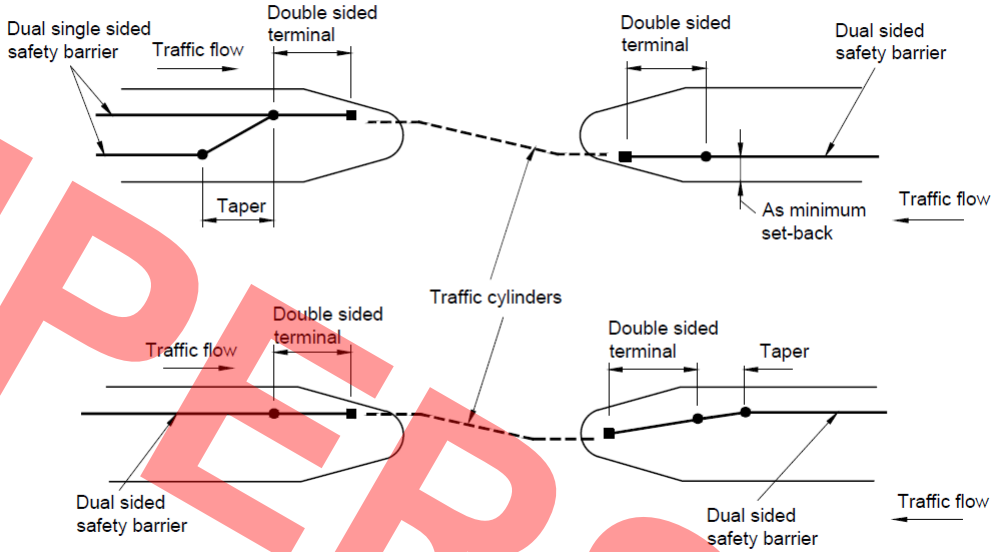 Dual single sided
safety barrier
Traffic flow
Double sided
terminal
Double sided
terminal
Dual sided
safety barrier
Taper
As minimum
set-back
Traffic flow
Traffic cylinders
Traffic flow
Double sided
terminal
Double sided
terminal
Taper
Dual sided
safety barrier
Dual sided
safety barrier
Traffic flow